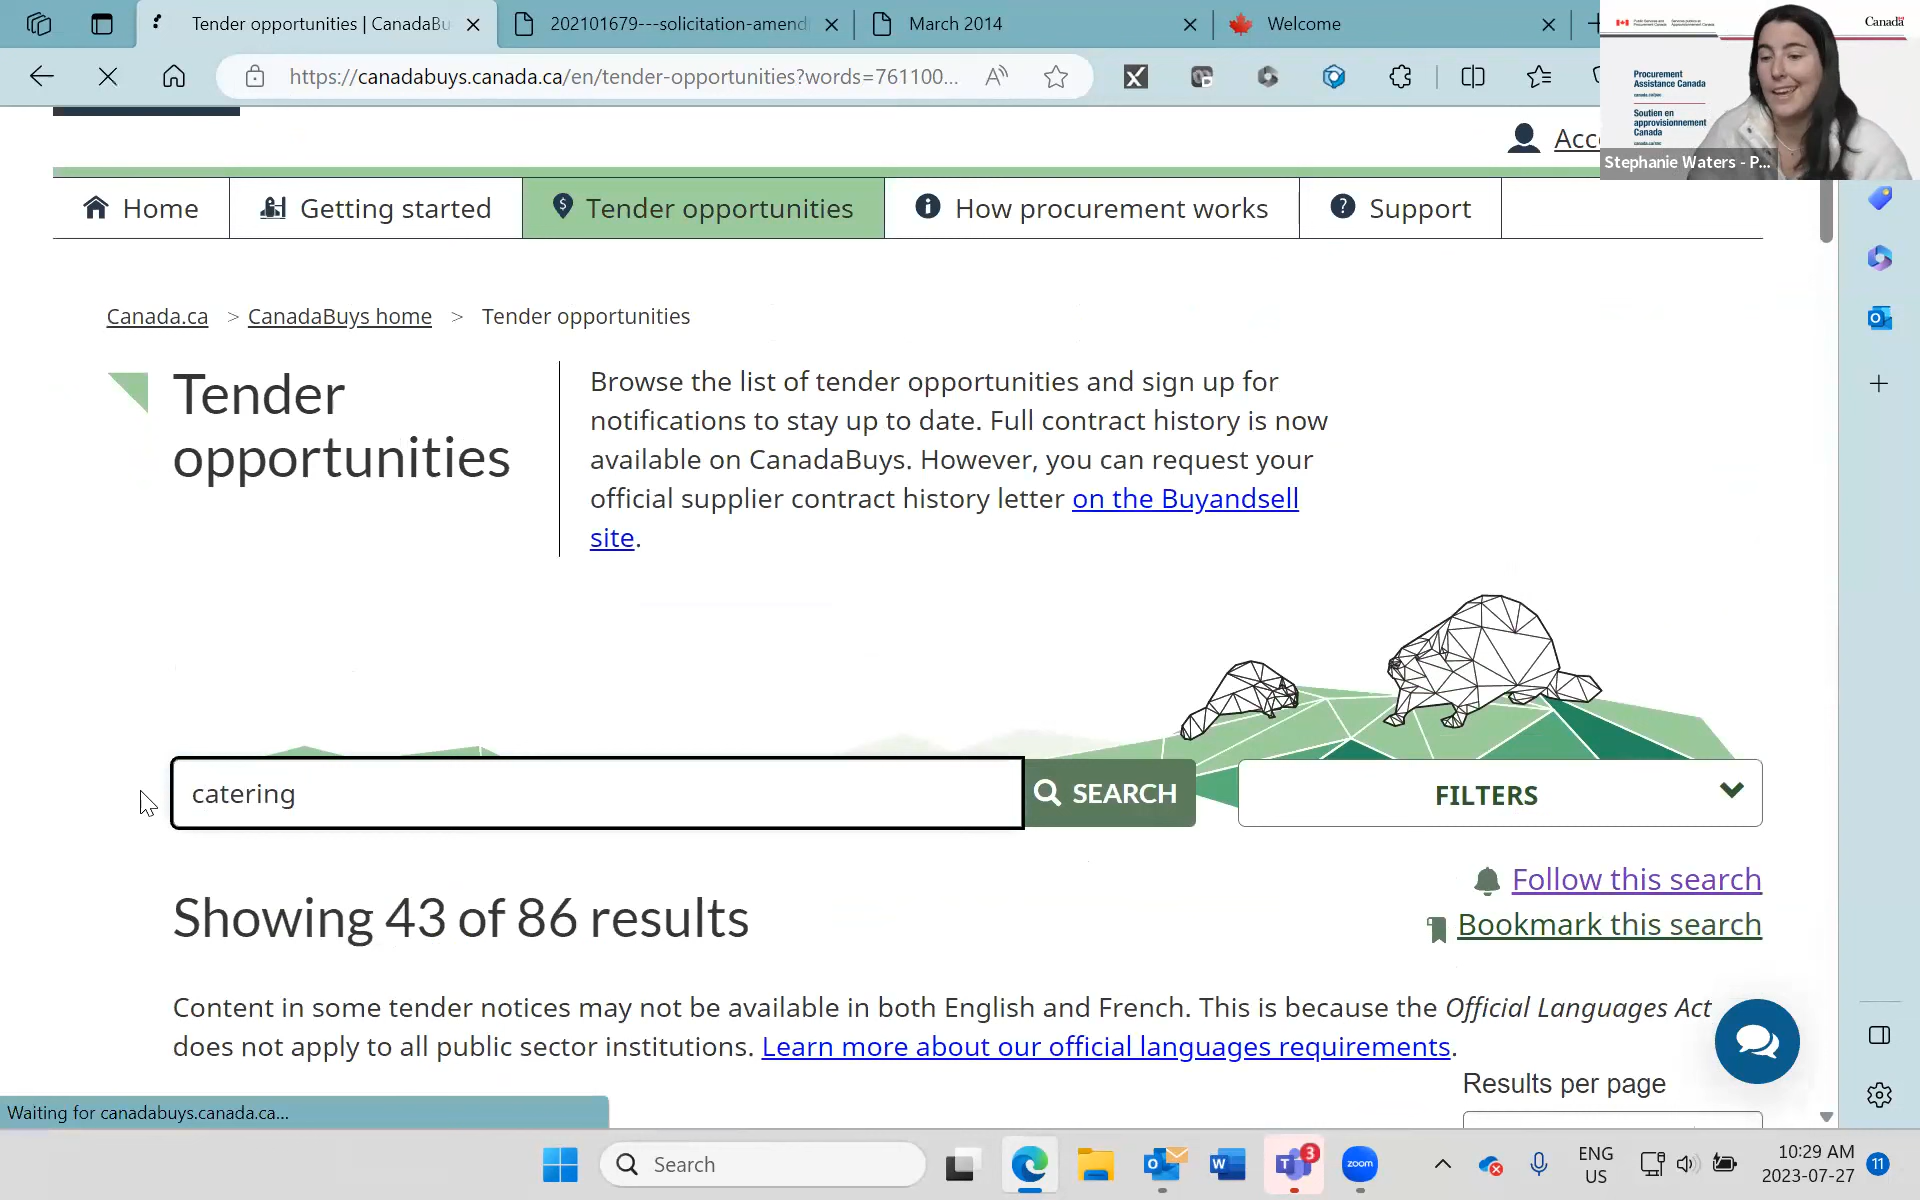 Tender opportunities | CanadaBu
202101679---solicitation-amend
March 2014
Welcome
https://canadabuys.canada.ca/en/tender-opportunities?words=761100...
Canada
Procurement
Assistance Canada
Soutien en
approvisionnement
Canada
Stephanie Waters - P...
Acc
Home
Getting started
Tender opportunities
How procurement works
Support
Canada.ca > CanadaBuys home > Tender opportunities
Tender
opportunities
Browse the list of tender opportunities and sign up for
notifications to stay up to date. Full contract history is now
available on CanadaBuys. However, you can request your
official supplier contract history letter on the Buyandsell
site.
catering
SEARCH
FILTERS
Follow this search
Showing 43 of 86 results
Bookmark this search
Content in some tender notices may not be available in both English and French. This is because the Official Languages Act
does not apply to all public sector institutions. Learn more about our official languages requirements.
Results per page
Waiting for canadabuys.canada.ca...
Search
3
zoom
ENG
US
10:29 AM
2023-07-27
11